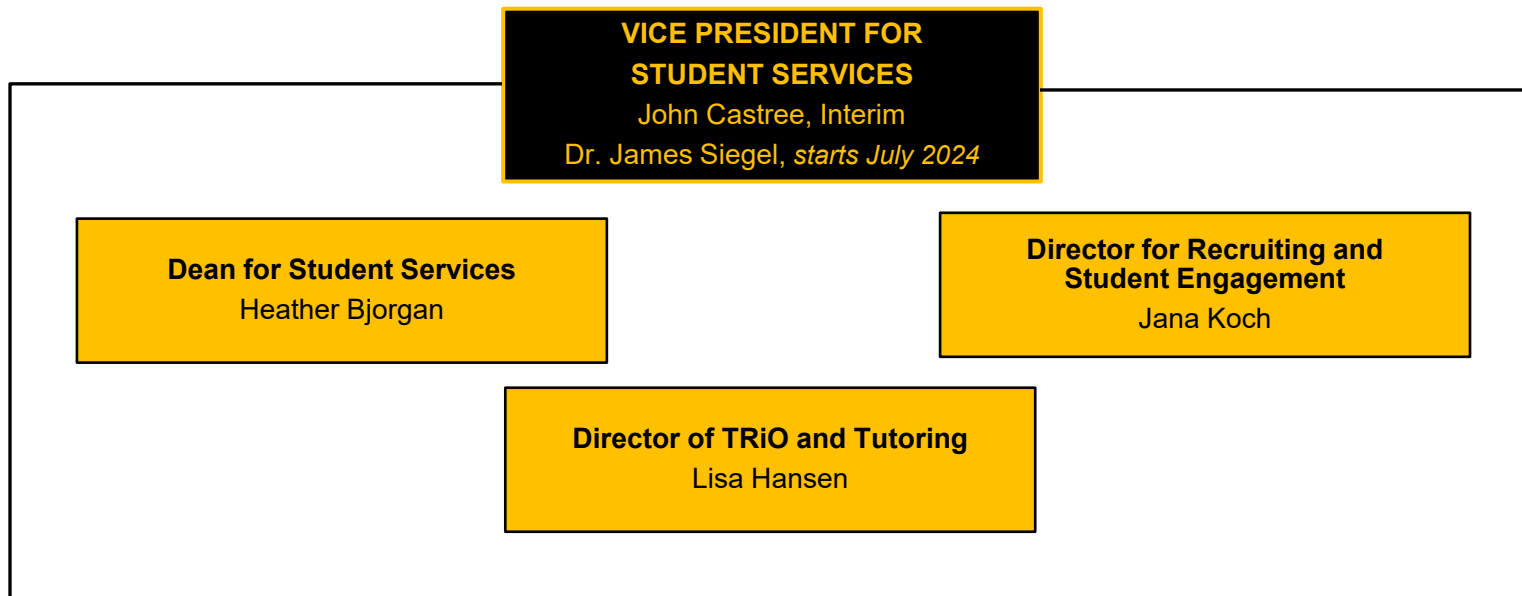 VICE PRESIDENT FOR
STUDENT SERVICES
John Castree, Interim
Dr. James Siegel, starts July 2024
Dean for Student Services
Heather Bjorgan
Director for Recruiting and
Student Engagement
Jana Koch
Director of TRiO and Tutoring
Lisa Hansen